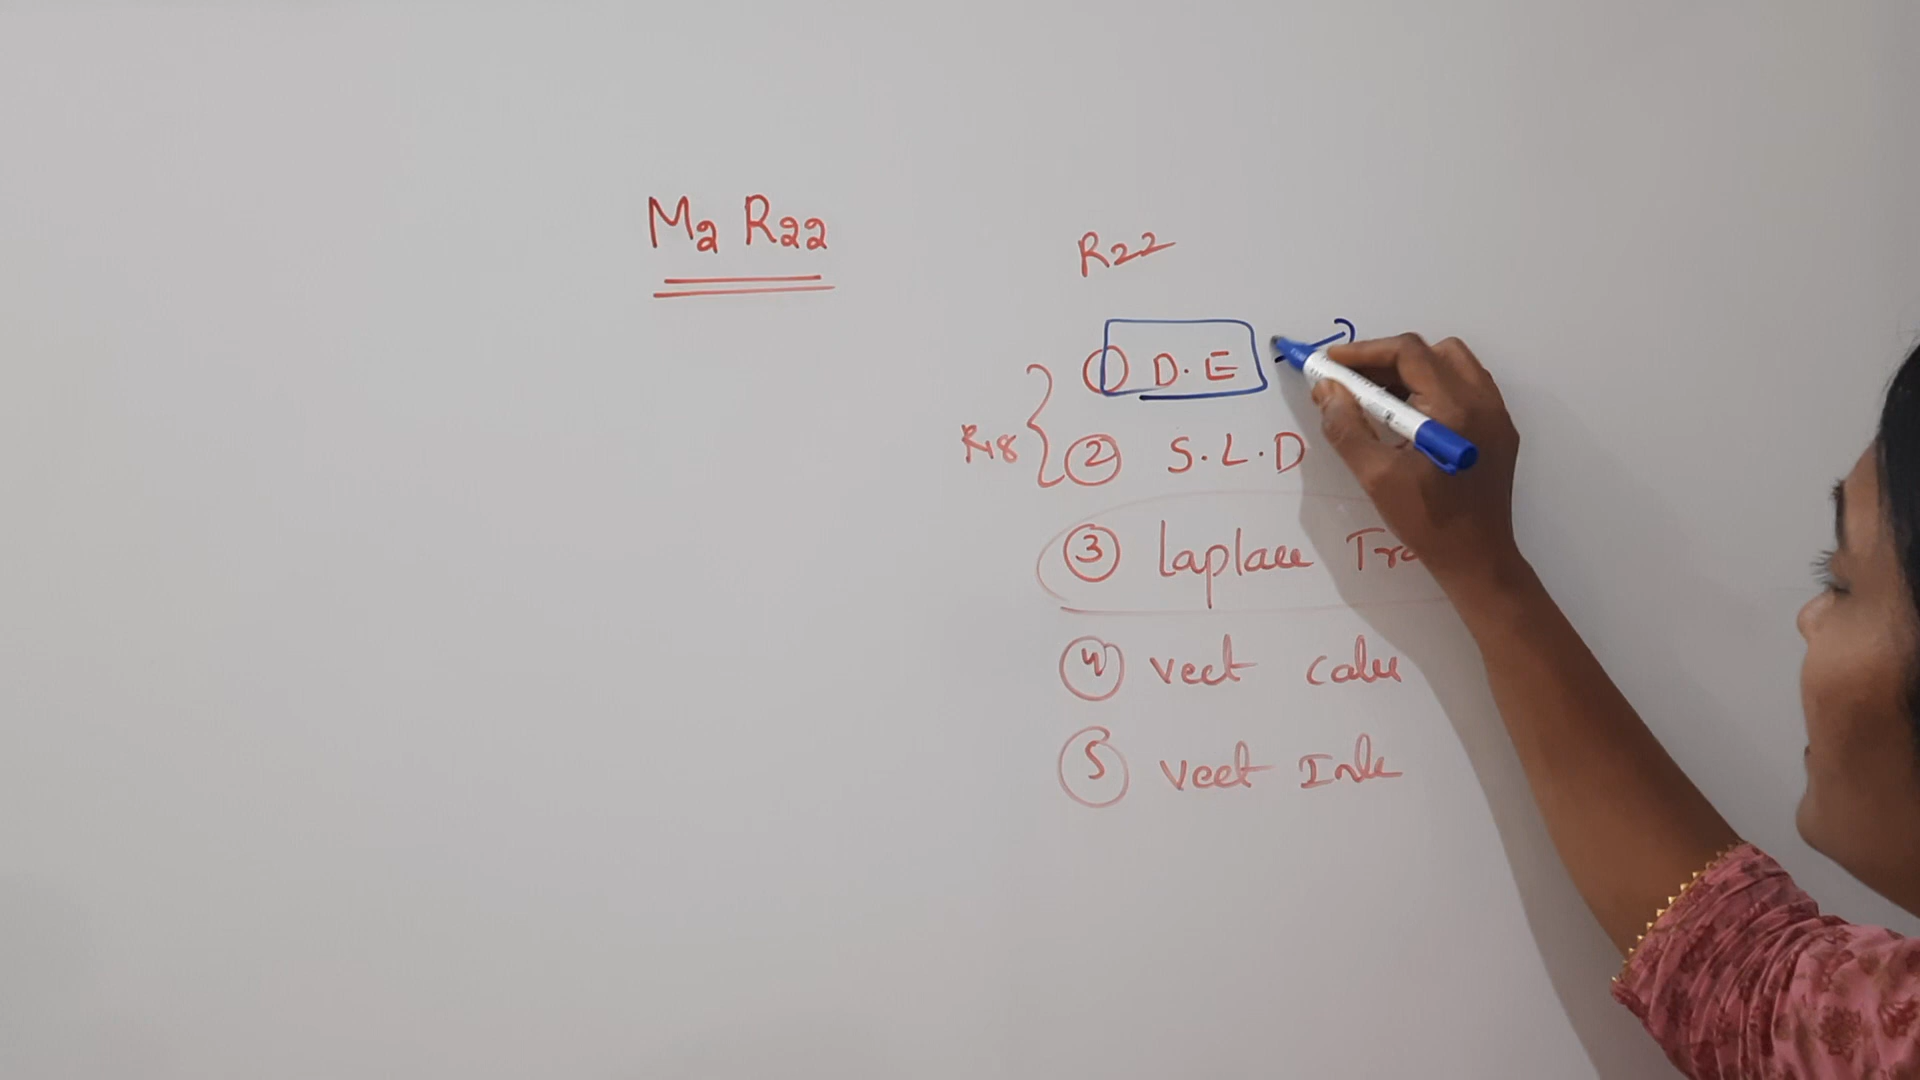 M2 R22
R22
① D.E
R18
② S.L.D
③ Laplace Tra
④ vect calu
⑤ vect Inte